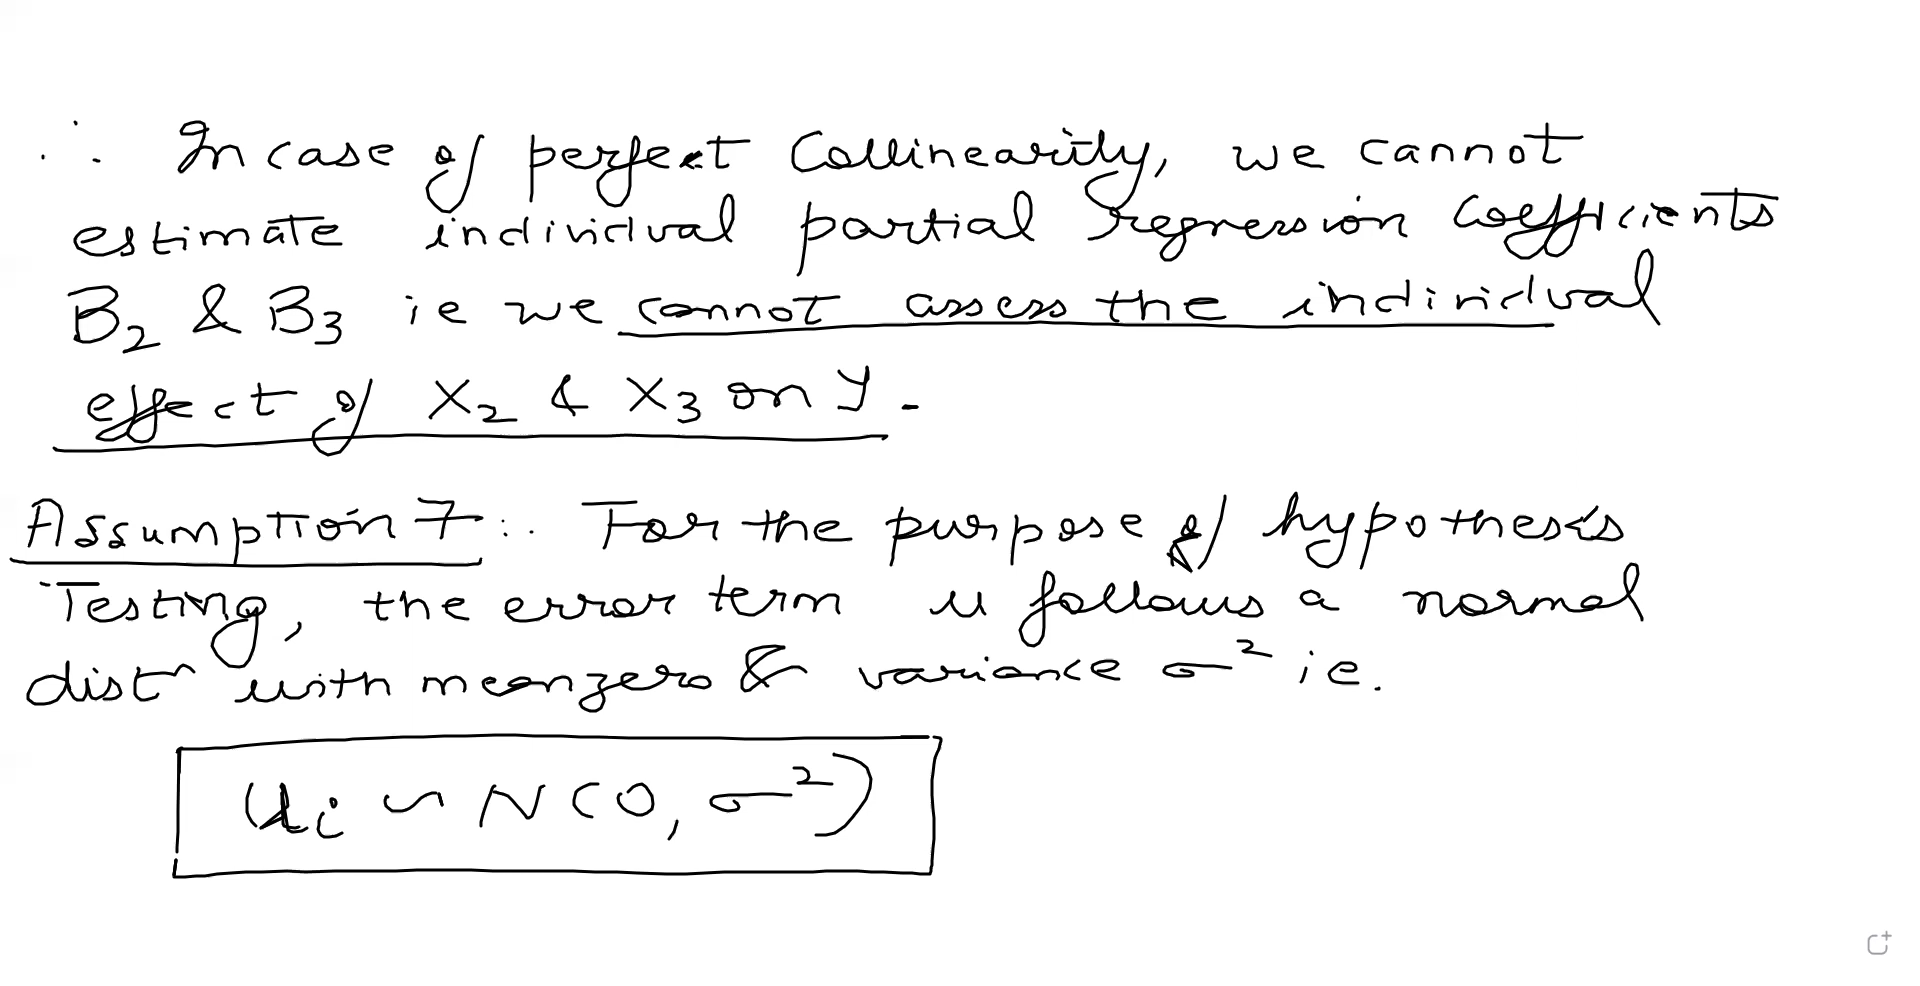 ∴ In case of perfect Collinearity, we cannot
estimate individual partial regression coefficients
B₂ & B₃ ie we cannot assess the individual
effect of X₂ & X₃ on Y.
Assumption 7:. For the purpose of hypothesis
Testing, the error term u follows a normal
distⁿ with mean zero & variance σ² ie.
uᵢ ~ N(0, σ²)